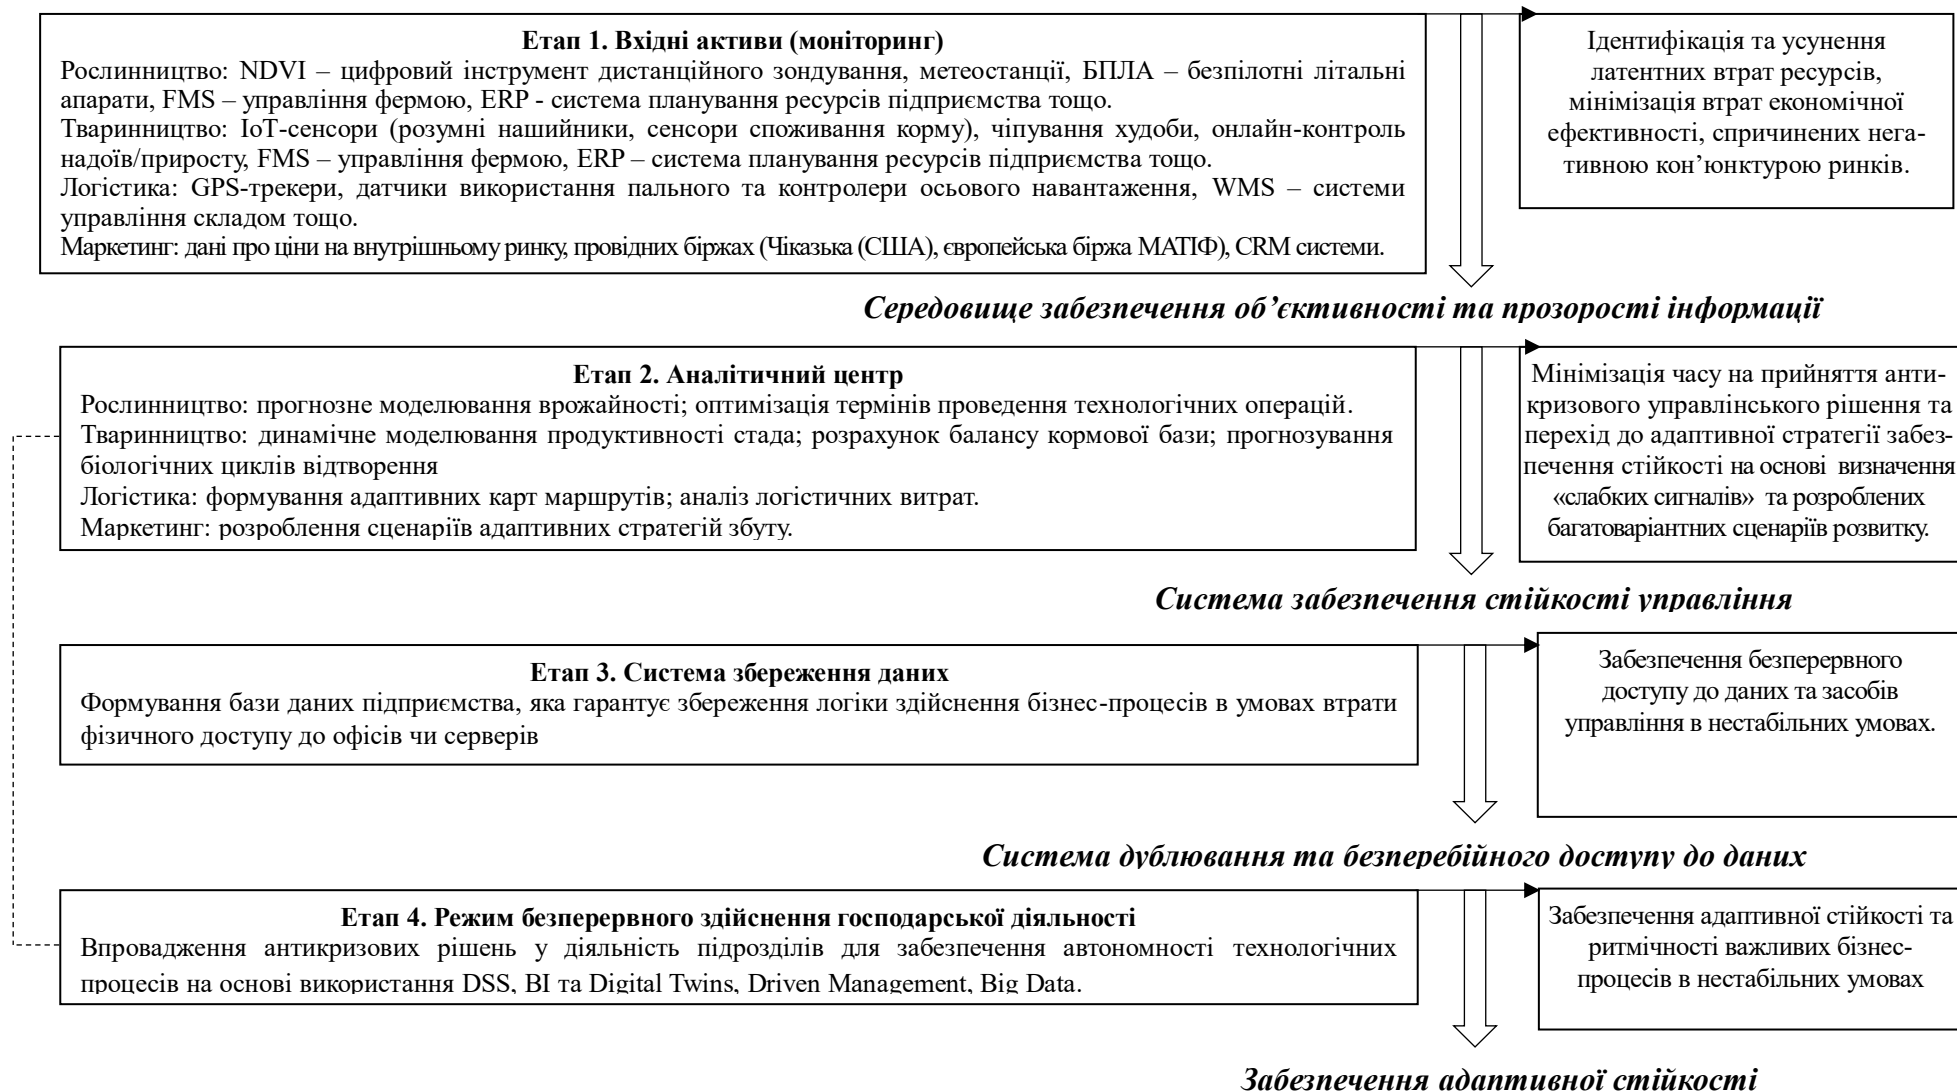 Етап 1. Вхідні активи (моніторинг)
Рослинництво: NDVI – цифровий інструмент дистанційного зондування, метеостанції, БПЛА – безпілотні літальні
апарати, FMS – управління фермою, ERP - система планування ресурсів підприємства тощо.
Тваринництво: IoT-сенсори (розумні нашийники, сенсори споживання корму), чіпування худоби, онлайн-контроль
надоїв/приросту, FMS – управління фермою, ERP – система планування ресурсів підприємства тощо.
Логістика: GPS-трекери, датчики використання пального та контролери осьового навантаження, WMS – системи
управління складом тощо.
Маркетинг: дані про ціни на внутрішньому ринку, провідних біржах (Чіказька (США), європейська біржа МАТІФ), CRM системи.
Ідентифікація та усунення
латентних втрат ресурсів,
мінімізація втрат економічної
ефективності, спричинених нега-
тивною кон’юнктурою ринків.
Середовище забезпечення об’єктивності та прозорості інформації
Етап 2. Аналітичний центр
Рослинництво: прогнозне моделювання врожайності; оптимізація термінів проведення технологічних операцій.
Тваринництво: динамічне моделювання продуктивності стада; розрахунок балансу кормової бази; прогнозування
біологічних циклів відтворення
Логістика: формування адаптивних карт маршрутів; аналіз логістичних витрат.
Маркетинг: розроблення сценаріїв адаптивних стратегій збуту.
Мінімізація часу на прийняття анти-
кризового управлінського рішення та
перехід до адаптивної стратегії забез-
печення стійкості на основі визначення
«слабких сигналів» та розроблених
багатоваріантних сценаріїв розвитку.
Система забезпечення стійкості управління
Етап 3. Система збереження даних
Формування бази даних підприємства, яка гарантує збереження логіки здійснення бізнес-процесів в умовах втрати
фізичного доступу до офісів чи серверів
Забезпечення безперервного
доступу до даних та засобів
управління в нестабільних умовах.
Система дублювання та безперебійного доступу до даних
Етап 4. Режим безперервного здійснення господарської діяльності
Впровадження антикризових рішень у діяльність підрозділів для забезпечення автономності технологічних
процесів на основі використання DSS, BI та Digital Twins, Driven Management, Big Data.
Забезпечення адаптивної стійкості та
ритмічності важливих бізнес-
процесів в нестабільних умовах
Забезпечення адаптивної стійкості